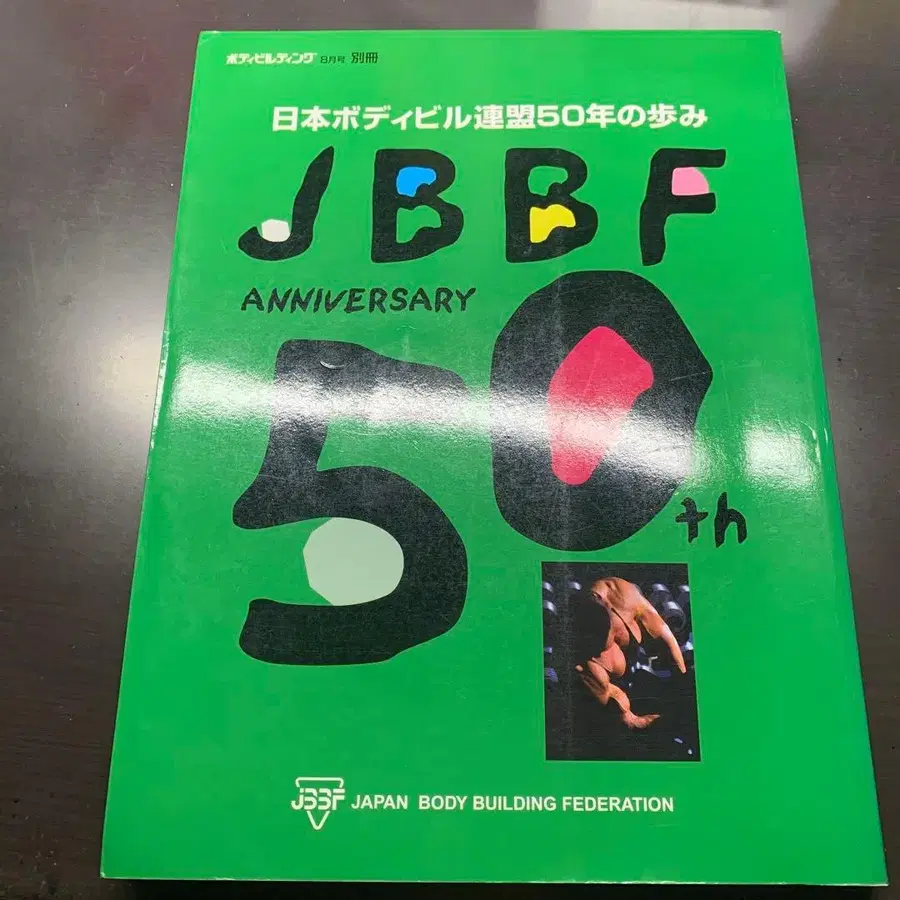 ボディビルディング 8月号 別冊
日本ボディビル連盟50年の歩み
JBBF
ANNIVERSARY
50th
JBBF JAPAN BODY BUILDING FEDERATION